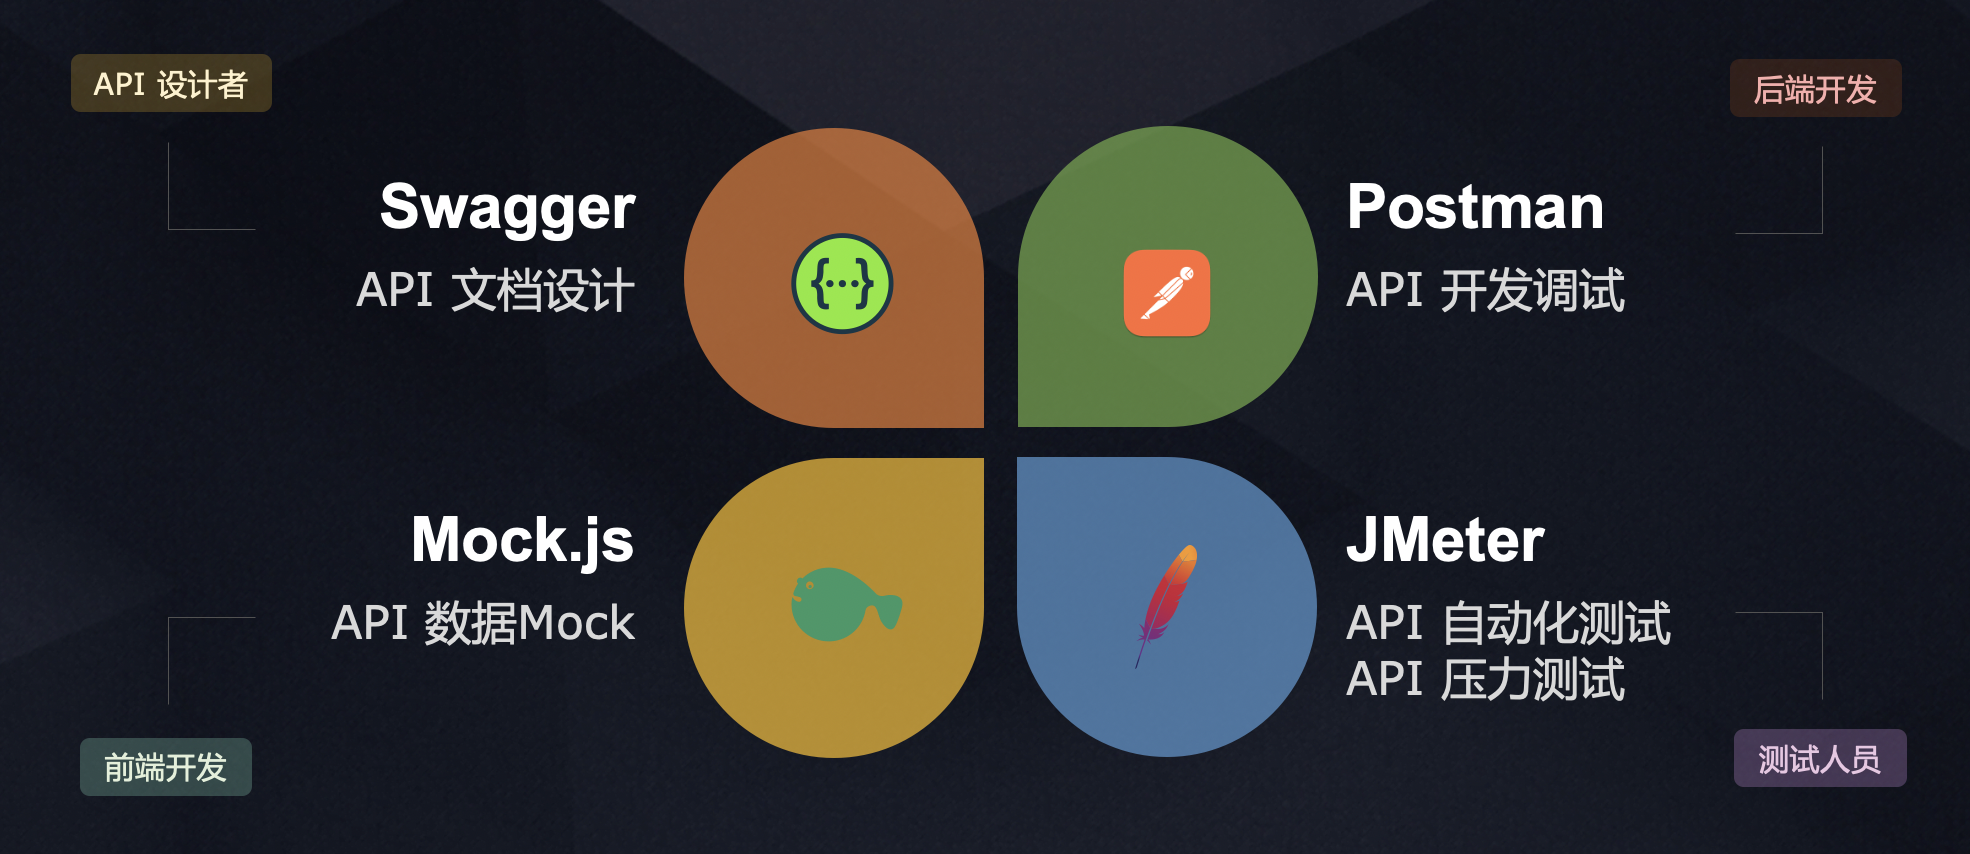 API 设计者
后端开发
Swagger
API 文档设计
Postman
API 开发调试
Mock.js
API 数据Mock
JMeter
API 自动化测试
API 压力测试
前端开发
测试人员